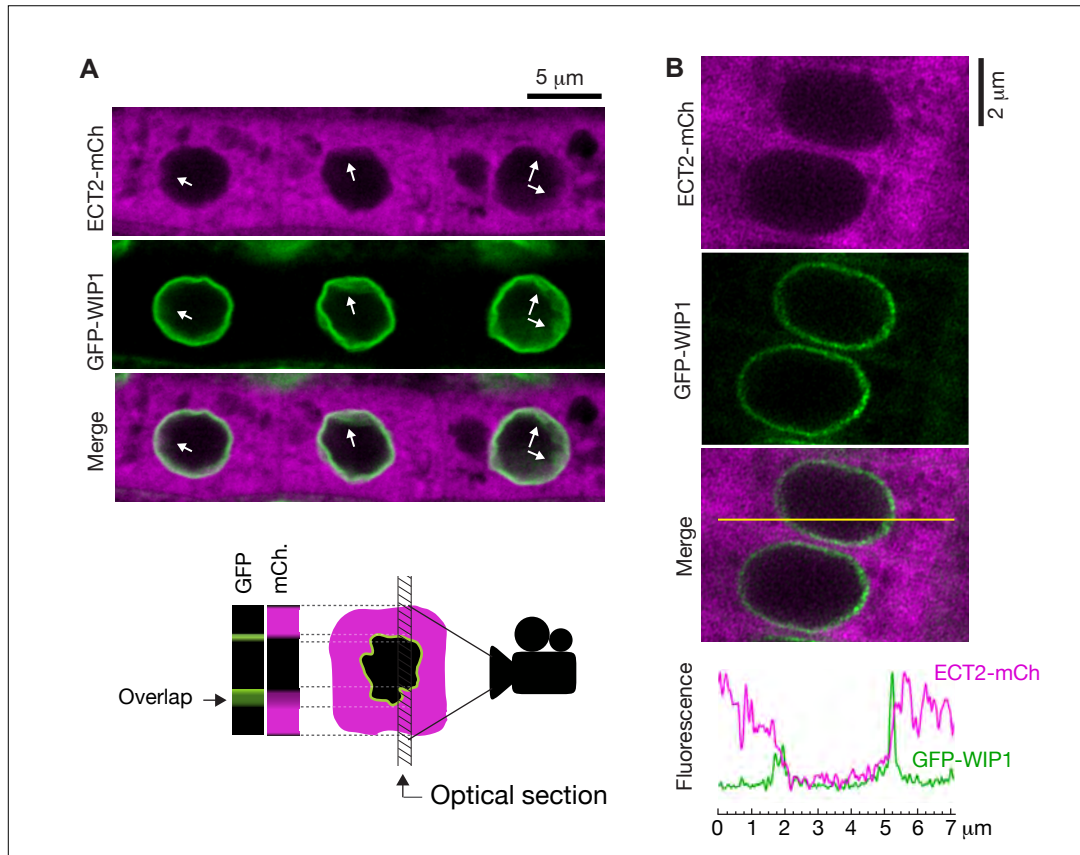 A
5 μm
ECT2-mCh
GFP-WIP1
Merge
GFP
mCh.
Overlap
Optical section
B
2 μm
ECT2-mCh
GFP-WIP1
Merge
Fluorescence
ECT2-mCh
GFP-WIP1
0 1 2 3 4 5 6 7 μm